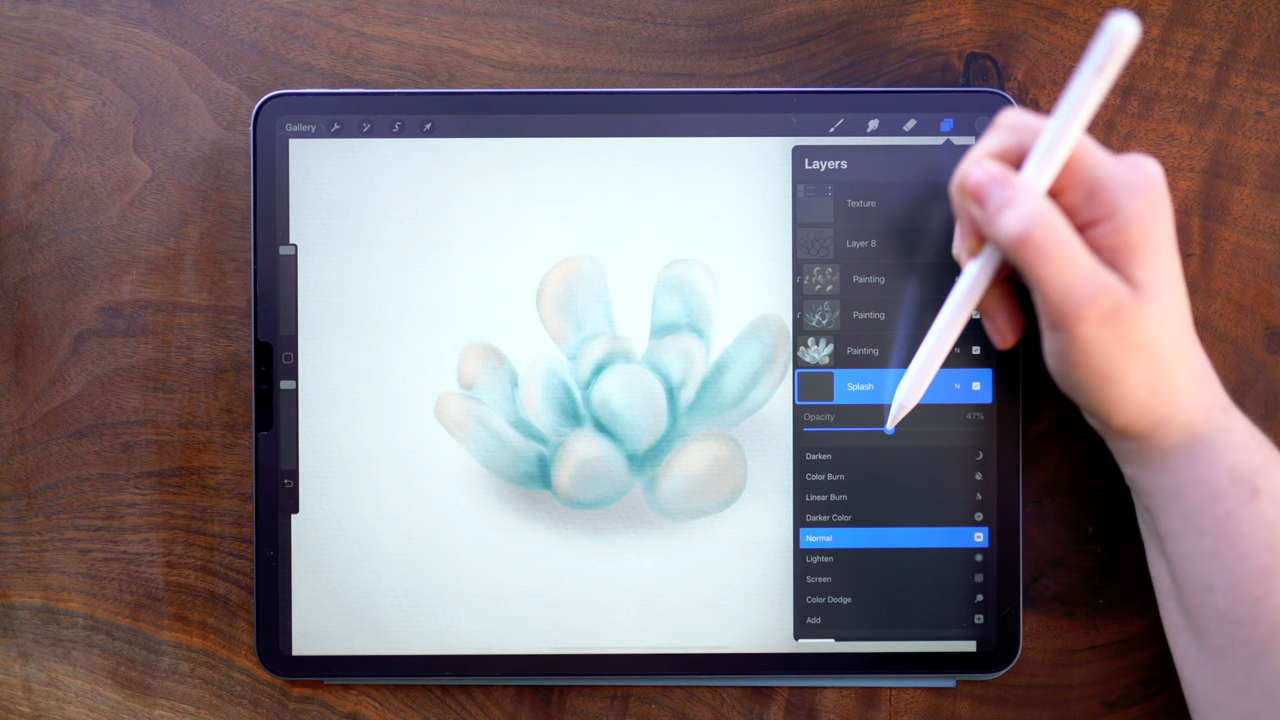 Gallery
Layers
Texture
Layer 8
Painting
Painting
Painting N
Splash N
Opacity 47%
Darken
Color Burn
Linear Burn
Darker Color
Normal N
Lighten
Screen
Color Dodge
Add